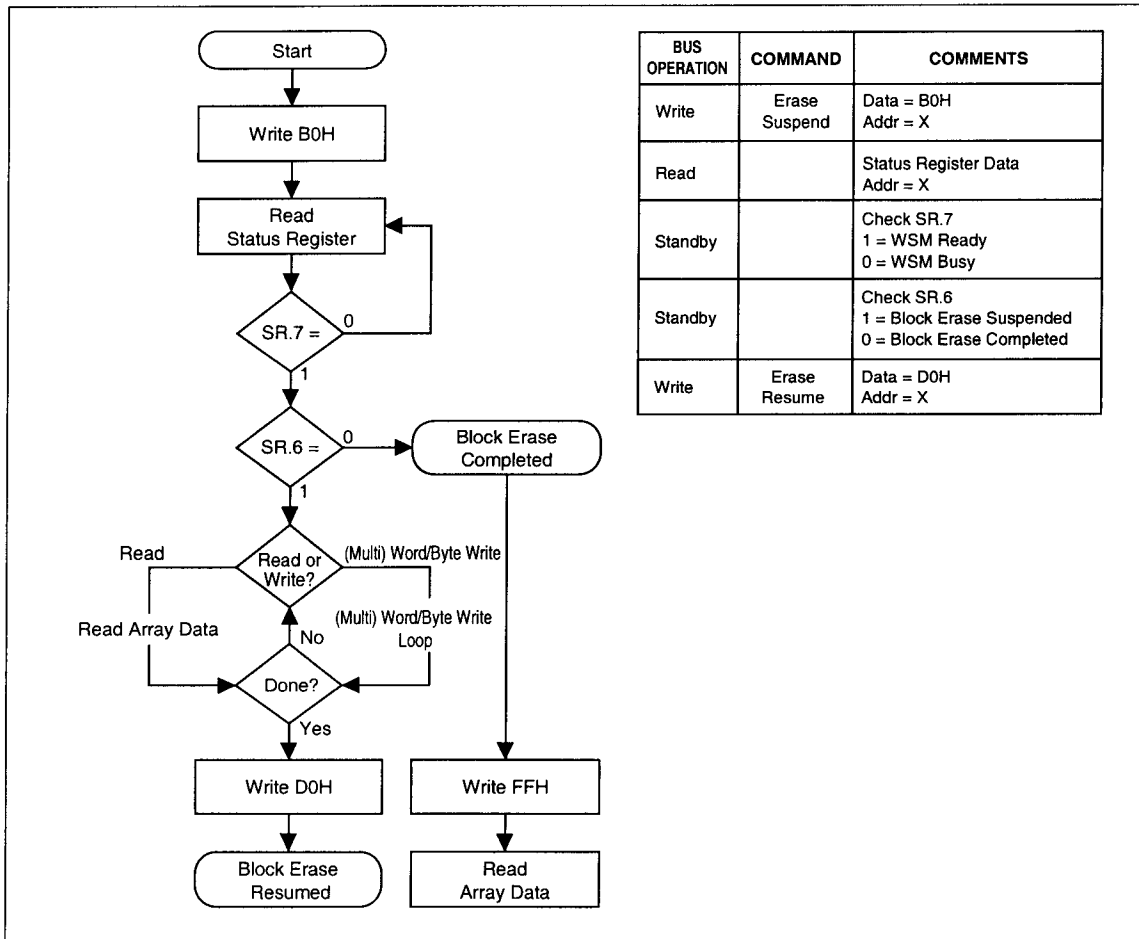 Start
Write B0H
Read
Status Register
SR.7 =
0
1
SR.6 =
0
Block Erase
Completed
1
Read
Read or
Write?
(Multi) Word/Byte Write
Read Array Data
(Multi) Word/Byte Write
Loop
No
Done?
Yes
Write D0H
Write FFH
Block Erase
Resumed
Read
Array Data
BUS
OPERATION
COMMAND
COMMENTS
Write
Erase
Suspend
Data = B0H
Addr = X
Read
Status Register Data
Addr = X
Standby
Check SR.7
1 = WSM Ready
0 = WSM Busy
Standby
Check SR.6
1 = Block Erase Suspended
0 = Block Erase Completed
Write
Erase
Resume
Data = D0H
Addr = X